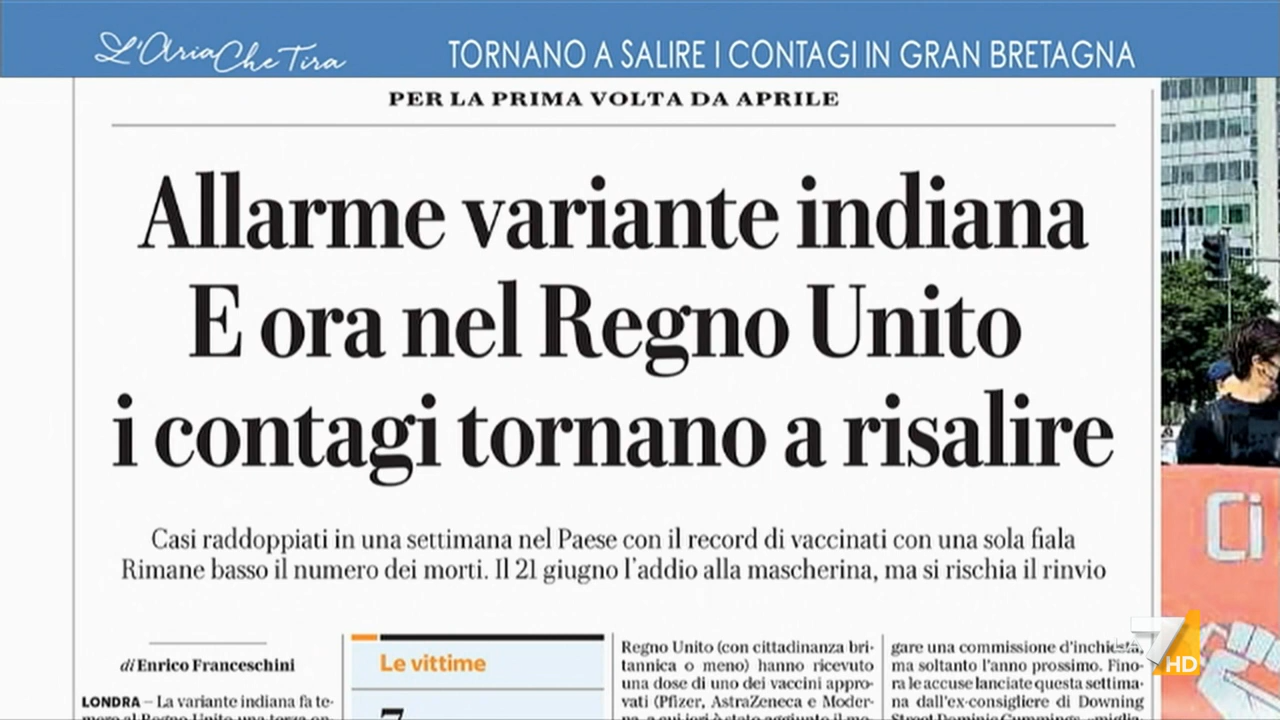 L'Aria Che Tira
TORNANO A SALIRE I CONTAGI IN GRAN BRETAGNA
PER LA PRIMA VOLTA DA APRILE
Allarme variante indiana
E ora nel Regno Unito
i contagi tornano a risalire
Casi raddoppiati in una settimana nel Paese con il record di vaccinati con una sola fiala
Rimane basso il numero dei morti. Il 21 giugno l'addio alla mascherina, ma si rischia il rinvio
di Enrico Franceschini
LONDRA – La variante indiana fa te-
Le vittime
Regno Unito (con cittadinanza bri-
tannica o meno) hanno ricevuto
una dose di uno dei vaccini appro-
vati (Pfizer, AstraZeneca e Moder-
gare una commissione d'inchiesta,
ma soltanto l'anno prossimo. Fino-
ra le accuse lanciate questa settima-
na dall'ex-consigliere di Downing
Ci
7 HD